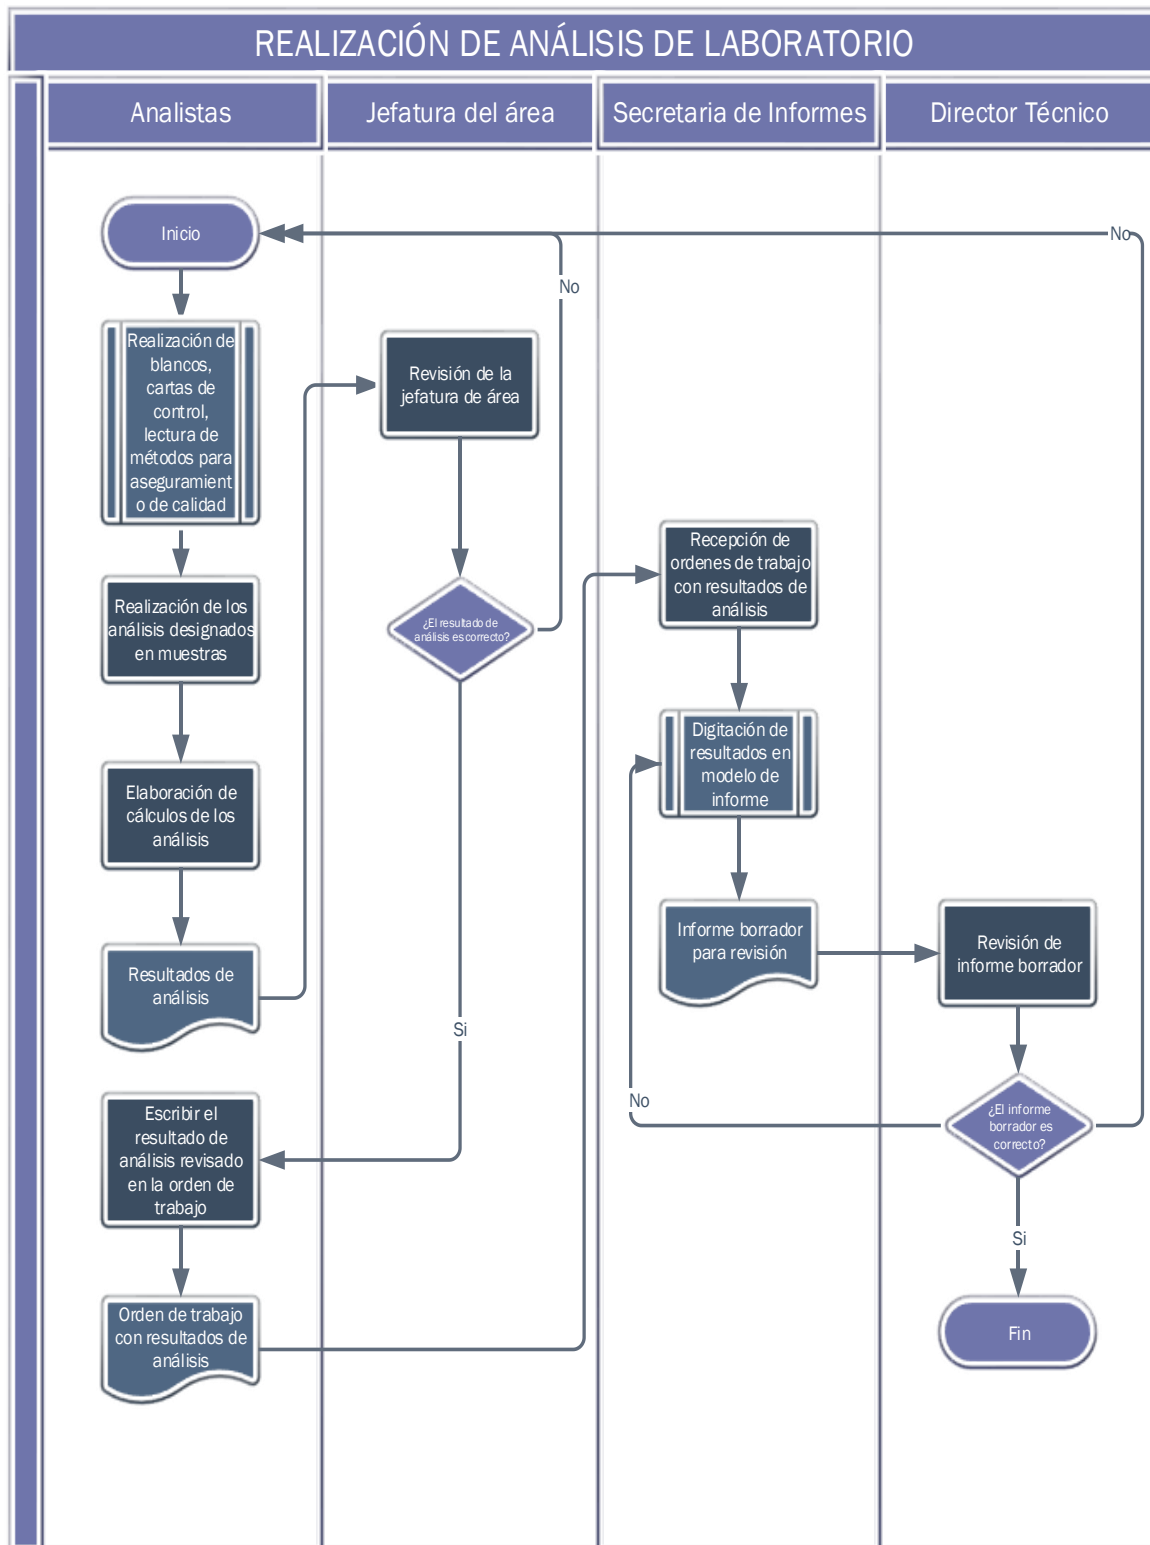 REALIZACIÓN DE ANÁLISIS DE LABORATORIO
Analistas
Jefatura del área
Secretaria de Informes
Director Técnico
Inicio
No
No
Realización de
blancos,
cartas de
control,
lectura de
métodos para
aseguramient
o de calidad
Revisión de la
jefatura de área
Realización de los
análisis designados
en muestras
¿El resultado de
análisis es correcto?
Recepción de
ordenes de trabajo
con resultados de
análisis
Elaboración de
cálculos de los
análisis
Digitación de
resultados en
modelo de
informe
Resultados de
análisis
Informe borrador
para revisión
Revisión de
informe borrador
Si
No
¿El informe
borrador es
correcto?
Escribir el
resultado de
análisis revisado
en la orden de
trabajo
Si
Orden de trabajo
con resultados de
análisis
Fin